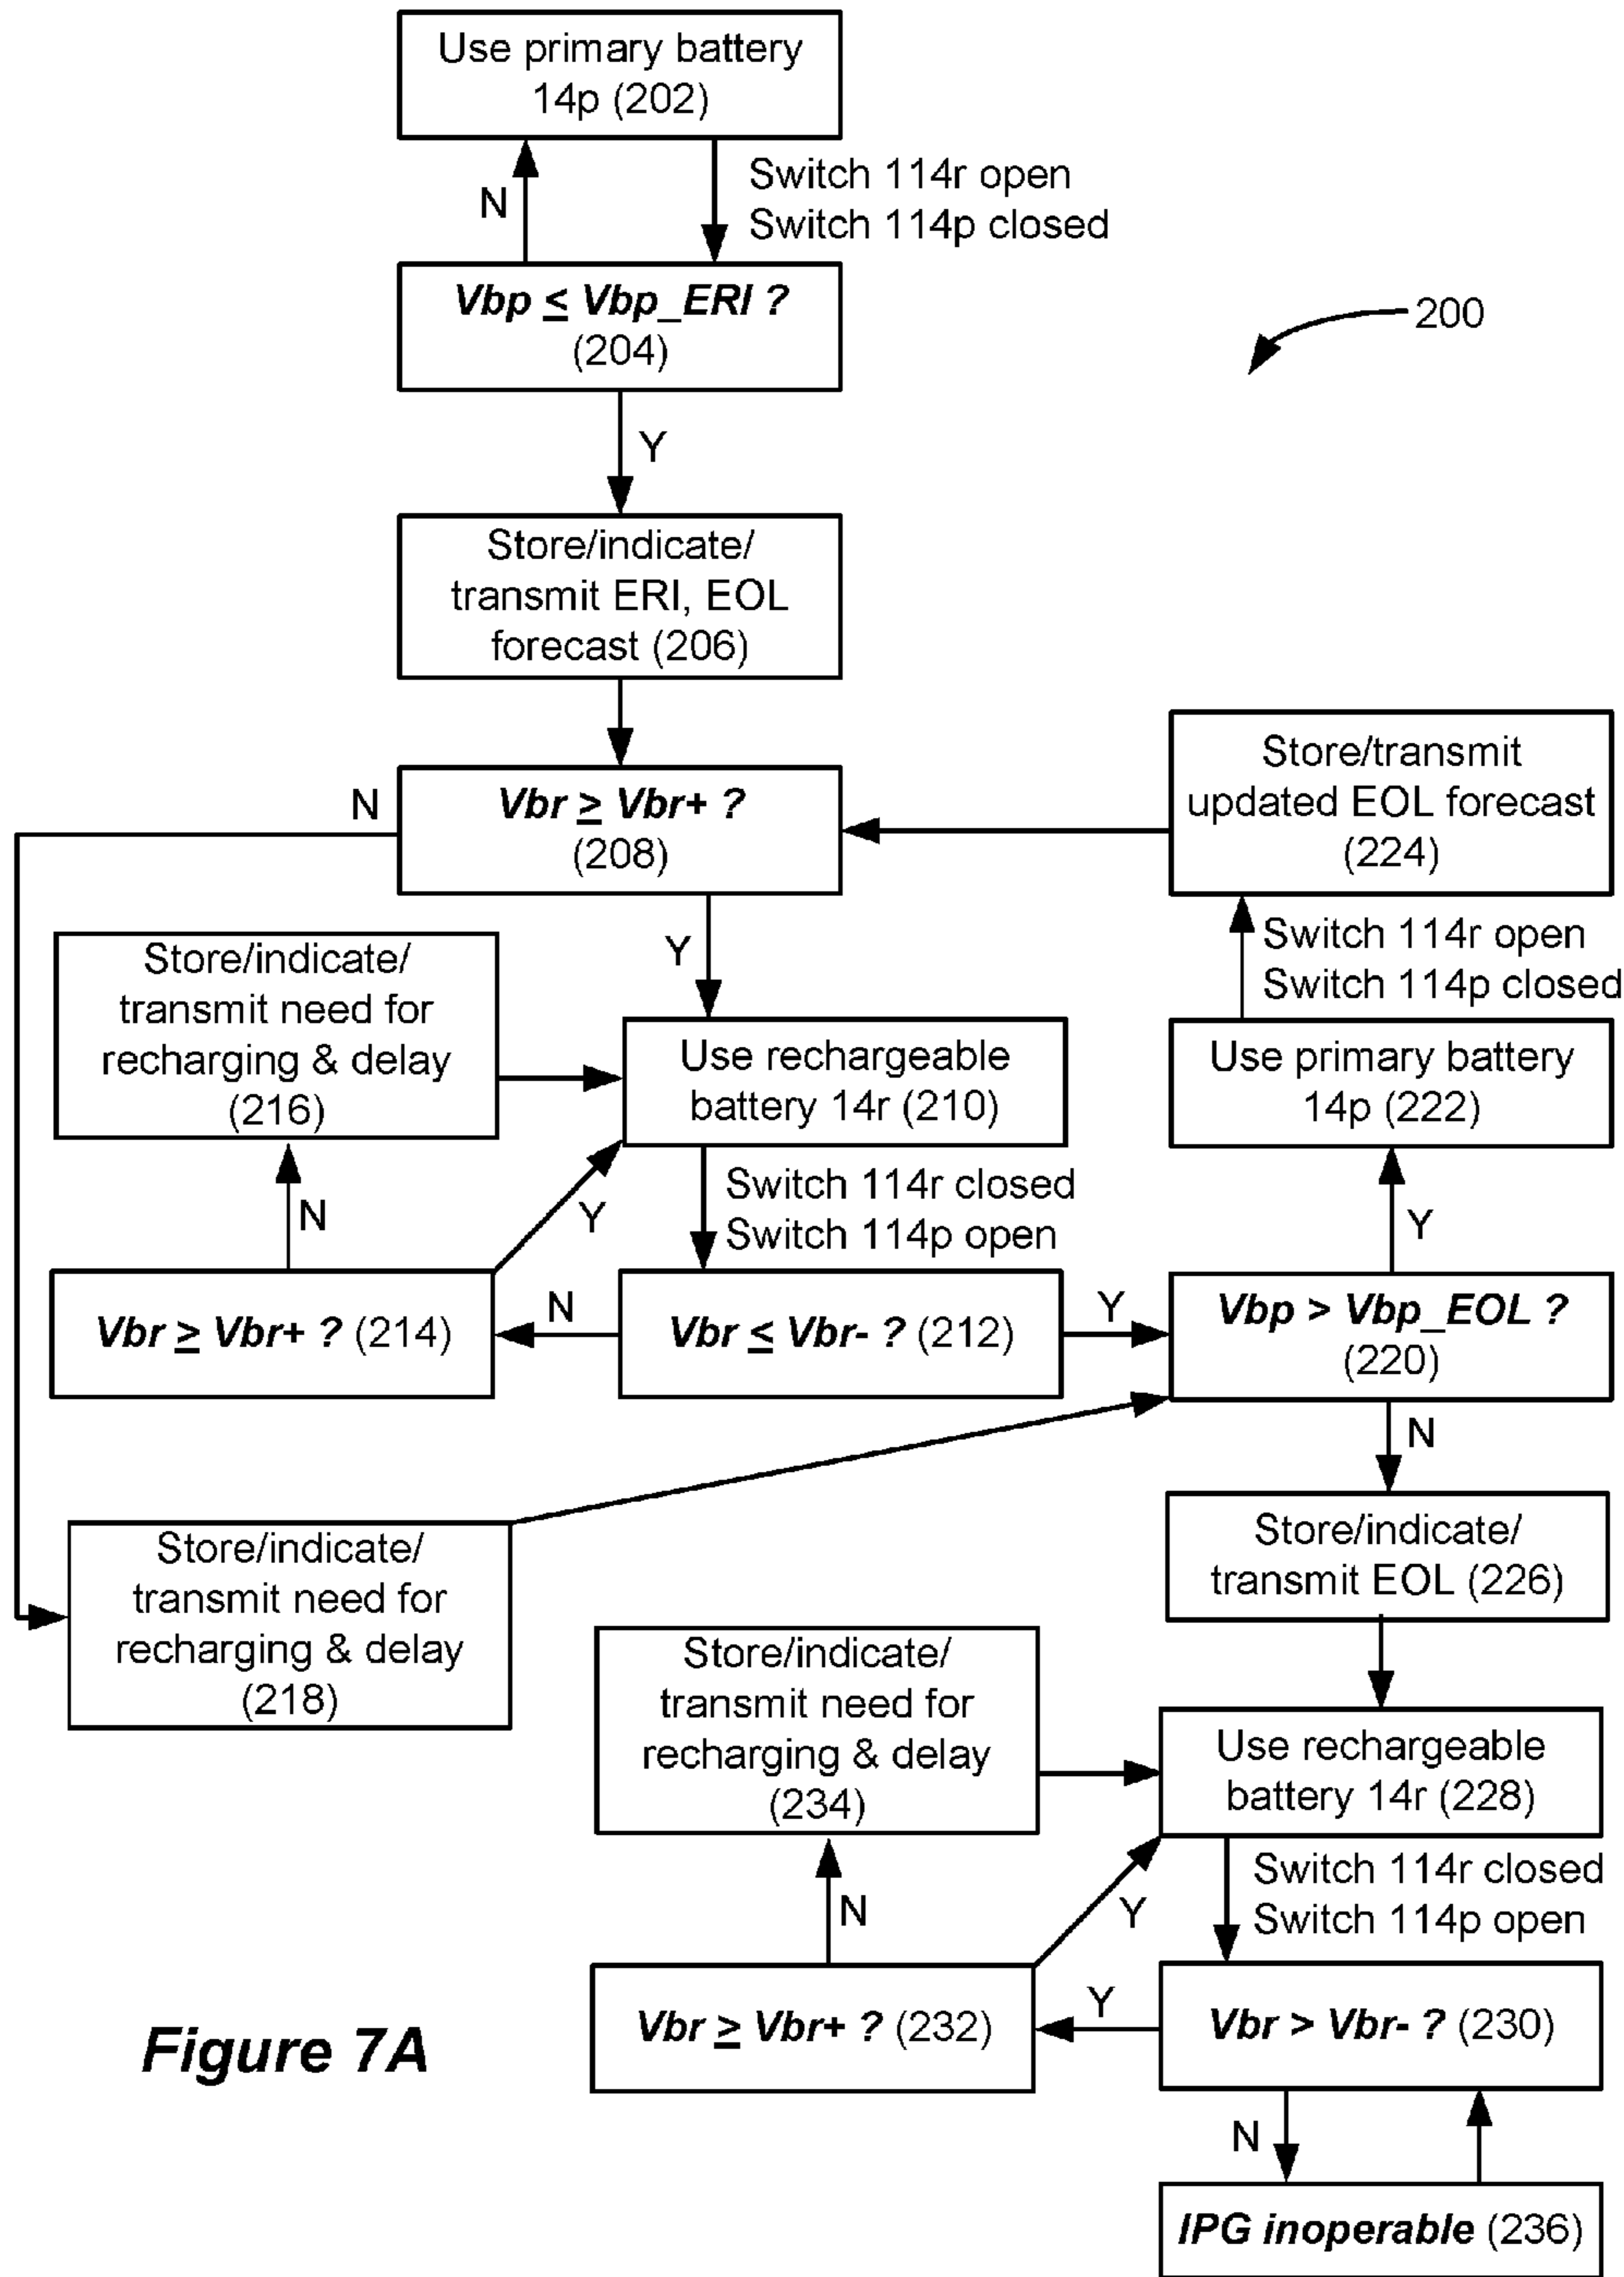 Use primary battery
14p (202)
N
Switch 114r open
Switch 114p closed
Vbp ≤ Vbp_ERI ?
(204)
200
Y
Store/indicate/
transmit ERI, EOL
forecast (206)
N
Vbr ≥ Vbr+ ?
(208)
Store/transmit
updated EOL forecast
(224)
Y
Switch 114r open
Switch 114p closed
Store/indicate/
transmit need for
recharging & delay
(216)
Use rechargeable
battery 14r (210)
Use primary battery
14p (222)
N
Y
Switch 114r closed
Switch 114p open
Y
Vbr ≥ Vbr+ ? (214)
N
Vbr ≤ Vbr- ? (212)
Y
Vbp > Vbp_EOL ?
(220)
N
Store/indicate/
transmit need for
recharging & delay
(218)
Store/indicate/
transmit EOL (226)
Store/indicate/
transmit need for
recharging & delay
(234)
Use rechargeable
battery 14r (228)
N
Y
Switch 114r closed
Switch 114p open
Vbr ≥ Vbr+ ? (232)
Y
Vbr > Vbr- ? (230)
Figure 7A
N
IPG inoperable (236)